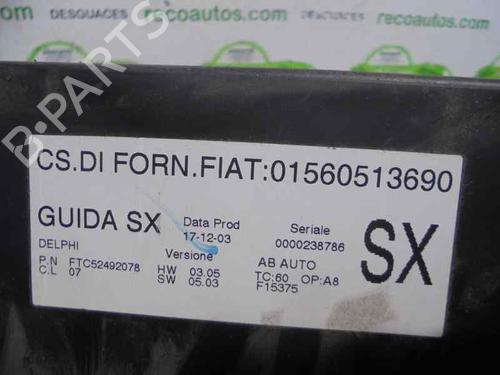 DESGUACES recoautos.com
recoautos.com
B-PARTS
CS.DI FORN.FIAT:01560513690
GUIDA SX
Data Prod
17-12-03
Seriale
0000238786
SX
DELPHI
Versione
P.N FTC52492078
C.L 07
HW 03.05
SW 05.03
AB AUTO
TC:60 OP:A8
F15375